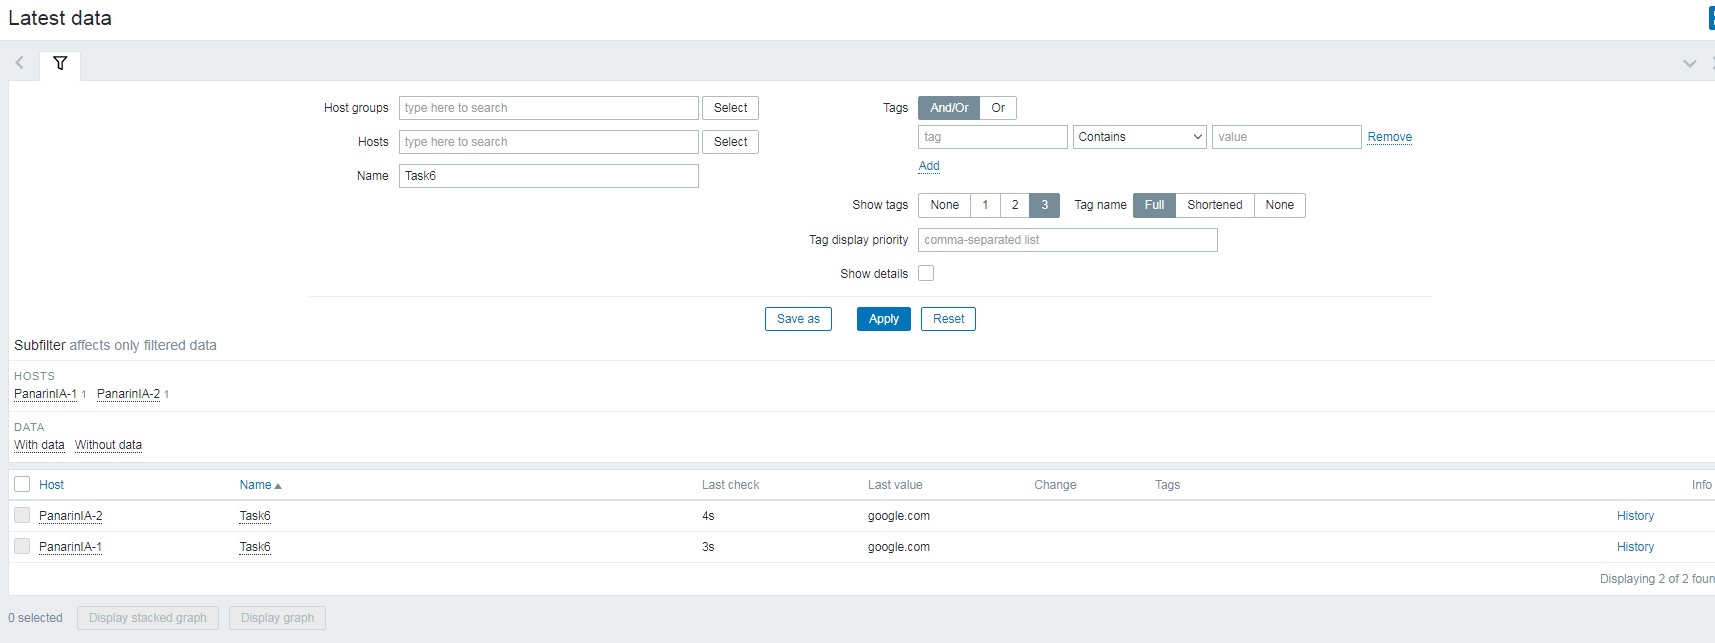 Latest data
Host groups type here to search Select Tags And/Or Or
Hosts type here to search Select tag Contains value Remove
Add
Name Task6
Show tags None 1 2 3 Tag name Full Shortened None
Tag display priority comma-separated list
Show details
Save as Apply Reset
Subfilter affects only filtered data
HOSTS
PanarinIA-1 1 PanarinIA-2 1
DATA
With data Without data
Host Name Last check Last value Change Tags Info
PanarinIA-2 Task6 4s google.com History
PanarinIA-1 Task6 3s google.com History
Displaying 2 of 2 foun
0 selected Display stacked graph Display graph